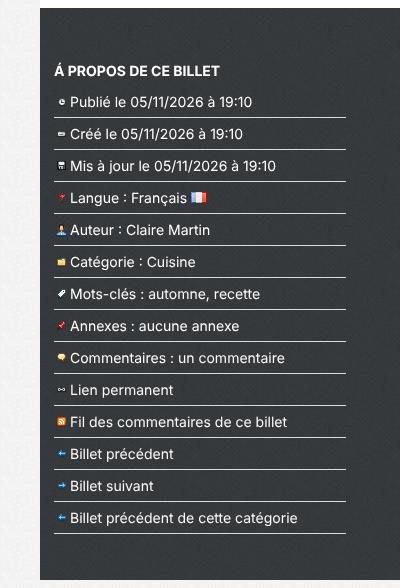 Á PROPOS DE CE BILLET
Publié le 05/11/2026 à 19:10
Créé le 05/11/2026 à 19:10
Mis à jour le 05/11/2026 à 19:10
Langue : Français
Auteur : Claire Martin
Catégorie : Cuisine
Mots-clés : automne, recette
Annexes : aucune annexe
Commentaires : un commentaire
Lien permanent
Fil des commentaires de ce billet
Billet précédent
Billet suivant
Billet précédent de cette catégorie